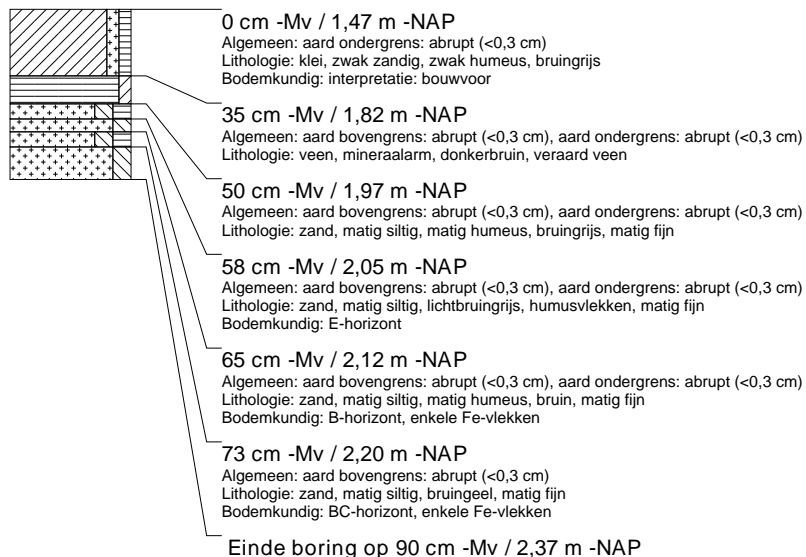 0 cm -Mv / 1,47 m -NAP
Algemeen: aard ondergrens: abrupt (<0,3 cm)
Lithologie: klei, zwak zandig, zwak humeus, bruingrijs
Bodemkundig: interpretatie: bouwvoor
35 cm -Mv / 1,82 m -NAP
Algemeen: aard bovengrens: abrupt (<0,3 cm), aard ondergrens: abrupt (<0,3 cm)
Lithologie: veen, mineraalarm, donkerbruin, veraard veen
50 cm -Mv / 1,97 m -NAP
Algemeen: aard bovengrens: abrupt (<0,3 cm), aard ondergrens: abrupt (<0,3 cm)
Lithologie: zand, matig siltig, matig humeus, bruingrijs, matig fijn
58 cm -Mv / 2,05 m -NAP
Algemeen: aard bovengrens: abrupt (<0,3 cm), aard ondergrens: abrupt (<0,3 cm)
Lithologie: zand, matig siltig, lichtbruingrijs, humusvlekken, matig fijn
Bodemkundig: E-horizont
65 cm -Mv / 2,12 m -NAP
Algemeen: aard bovengrens: abrupt (<0,3 cm), aard ondergrens: abrupt (<0,3 cm)
Lithologie: zand, matig siltig, matig humeus, bruin, matig fijn
Bodemkundig: B-horizont, enkele Fe-vlekken
73 cm -Mv / 2,20 m -NAP
Algemeen: aard bovengrens: abrupt (<0,3 cm)
Lithologie: zand, matig siltig, bruingeel, matig fijn
Bodemkundig: BC-horizont, enkele Fe-vlekken
Einde boring op 90 cm -Mv / 2,37 m -NAP